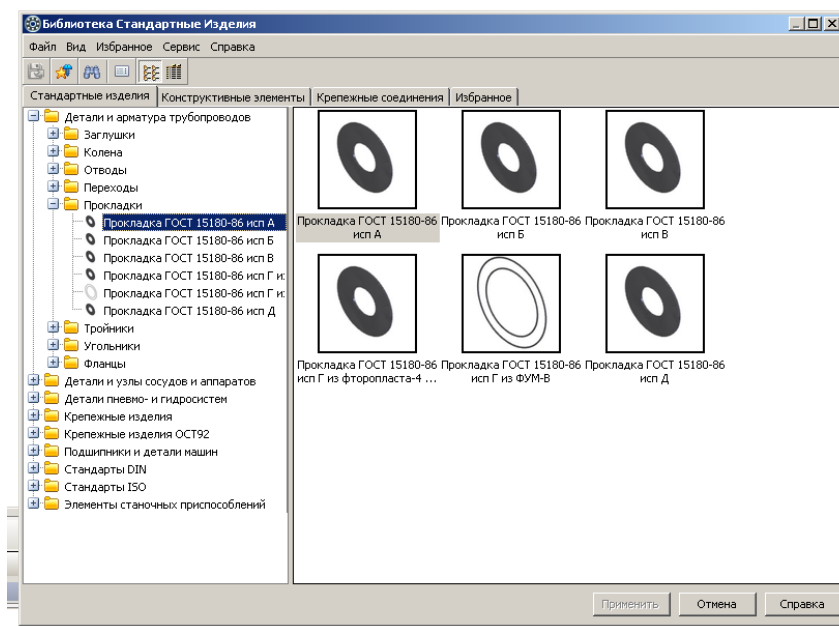 Библиотека Стандартные Изделия
Файл Вид Избранное Сервис Справка
Стандартные изделия Конструктивные элементы Крепежные соединения Избранное
Детали и арматура трубопроводов
Заглушки
Колена
Отводы
Переходы
Прокладки
Прокладка ГОСТ 15180-86 исп А
Прокладка ГОСТ 15180-86 исп Б
Прокладка ГОСТ 15180-86 исп В
Прокладка ГОСТ 15180-86 исп Г
Прокладка ГОСТ 15180-86 исп Г
Прокладка ГОСТ 15180-86 исп Д
Тройники
Угольники
Фланцы
Детали и узлы сосудов и аппаратов
Детали пневмо- и гидросистем
Крепежные изделия
Крепежные изделия ОСТ92
Подшипники и детали машин
Стандарты DIN
Стандарты ISO
Элементы станочных приспособлений
Прокладка ГОСТ 15180-86
исп А
Прокладка ГОСТ 15180-86
исп Б
Прокладка ГОСТ 15180-86
исп В
Прокладка ГОСТ 15180-86
исп Г из фторопласта-4 ...
Прокладка ГОСТ 15180-86
исп Г из ФУМ-В
Прокладка ГОСТ 15180-86
исп Д
Применить Отмена Справка